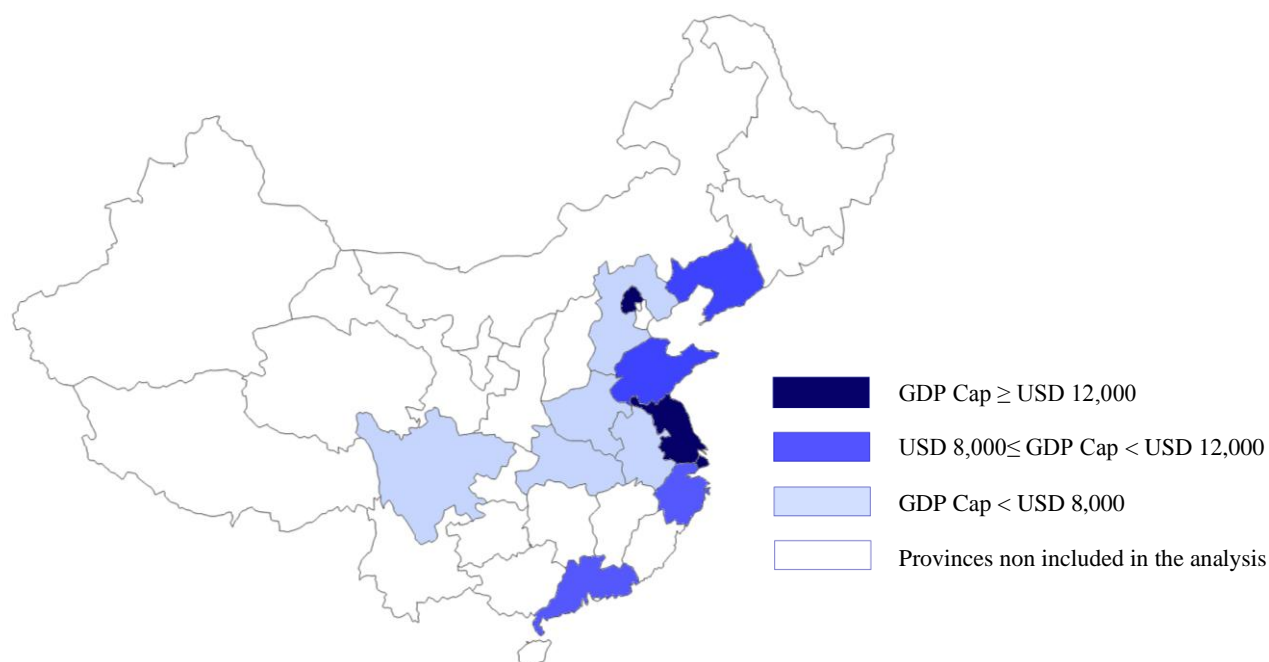 GDP Cap ≥ USD 12,000
USD 8,000≤ GDP Cap < USD 12,000
GDP Cap < USD 8,000
Provinces non included in the analysis